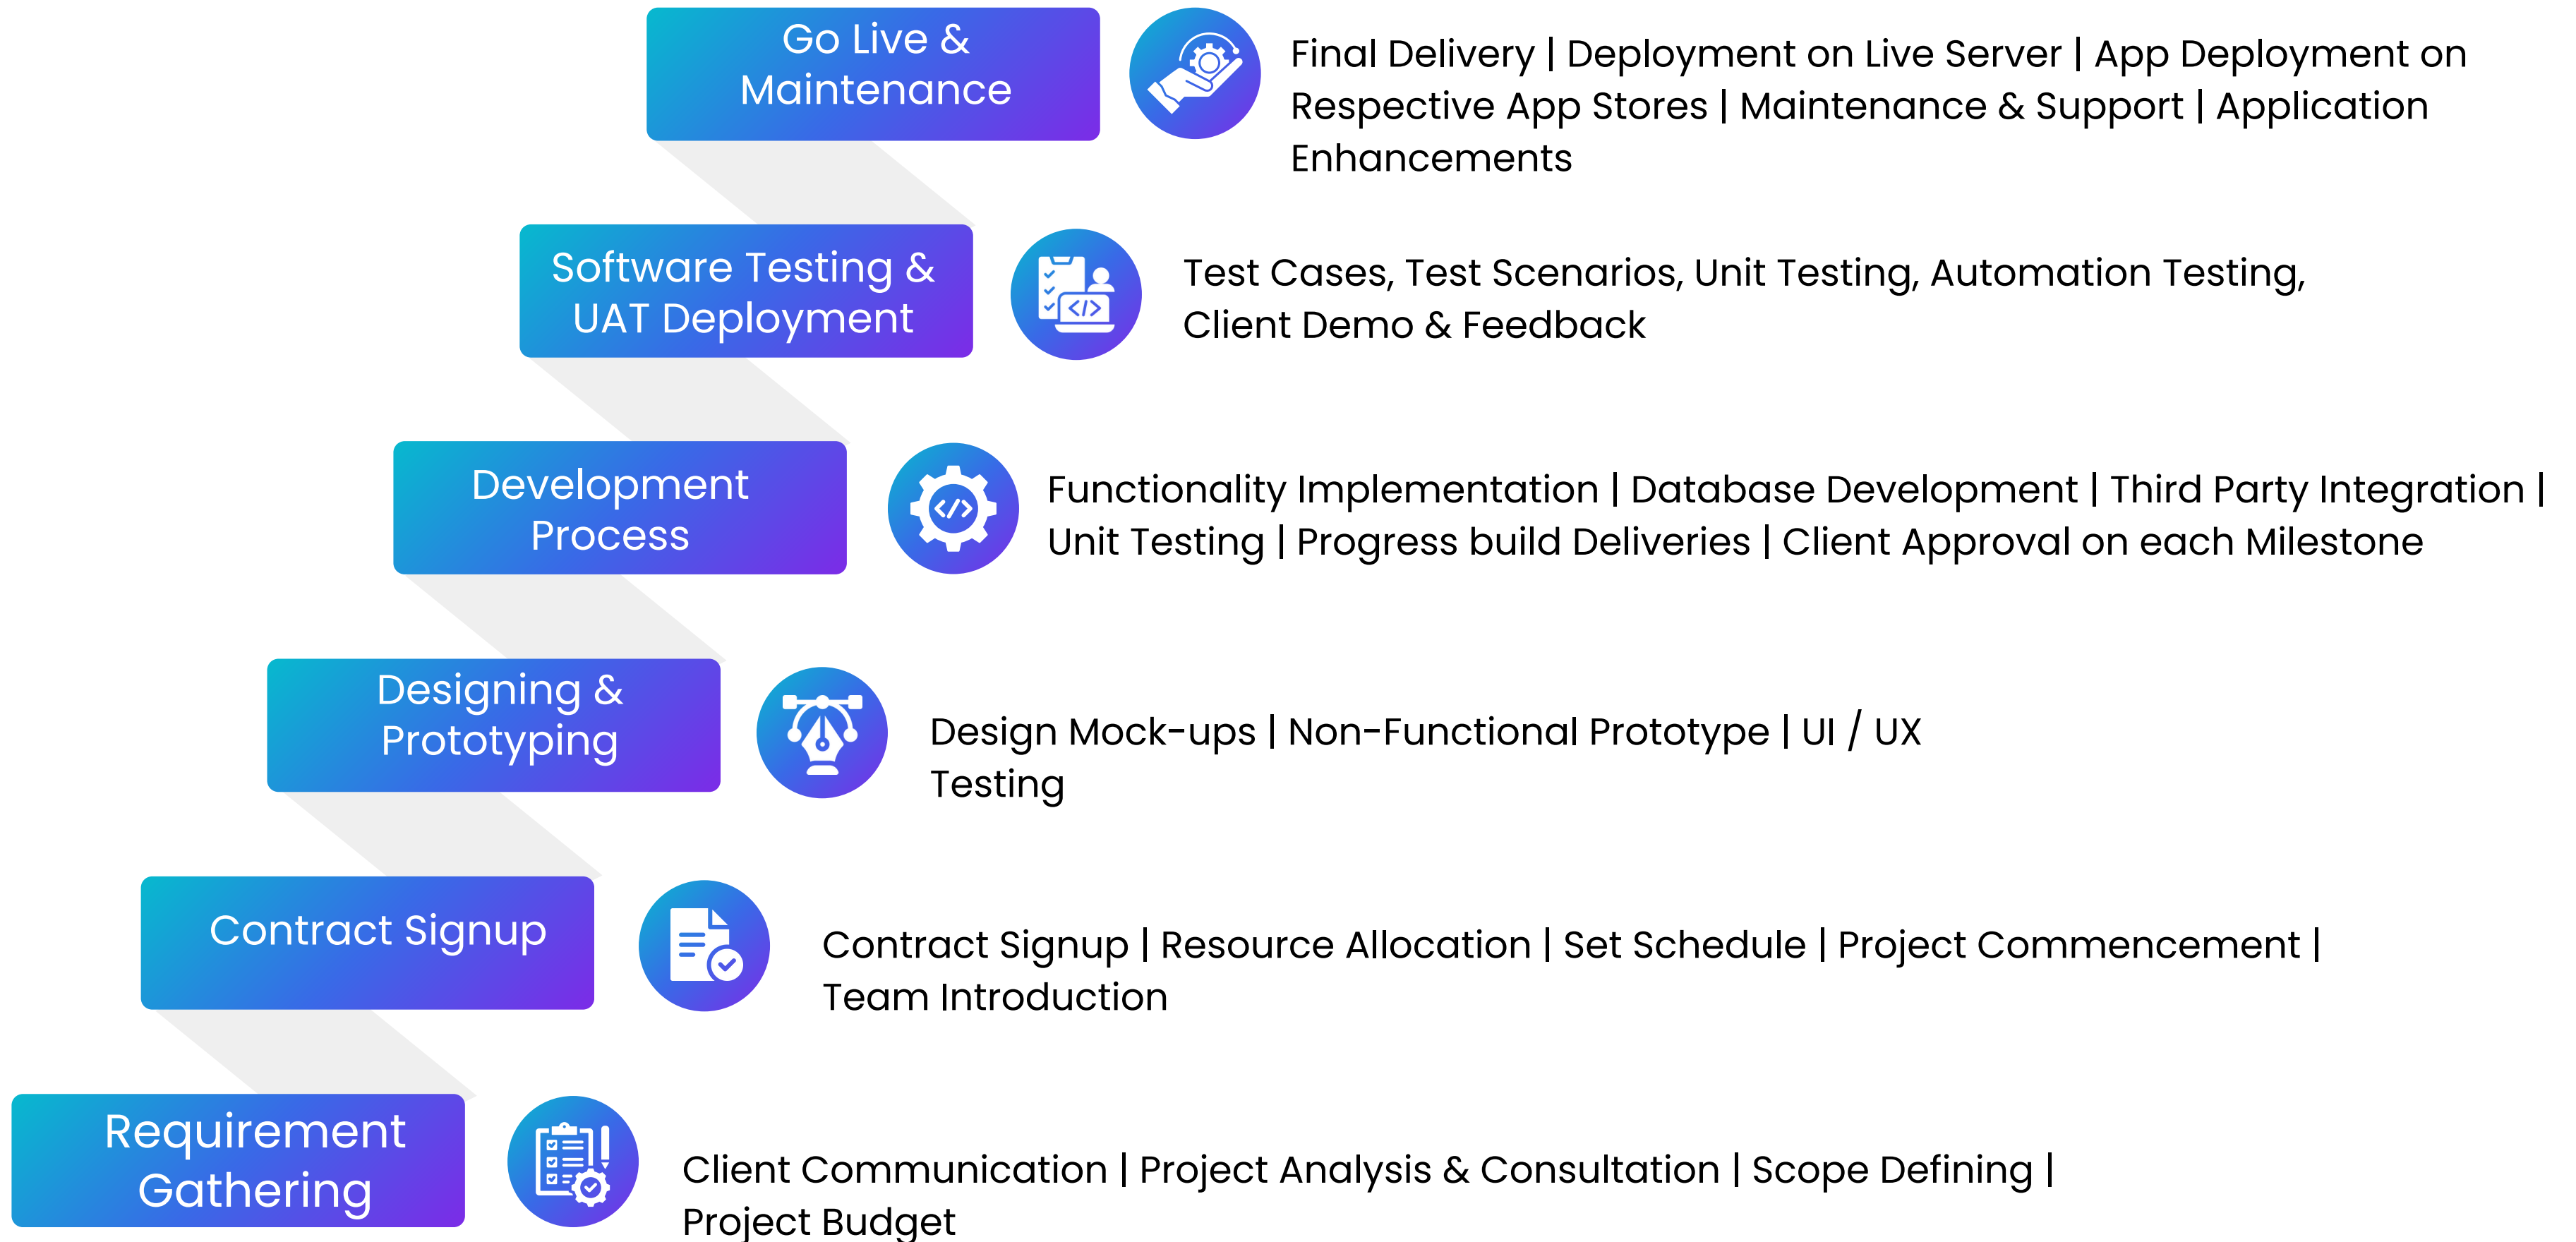 Go Live &
Maintenance
Final Delivery | Deployment on Live Server | App Deployment on
Respective App Stores | Maintenance & Support | Application
Enhancements
Software Testing &
UAT Deployment
Test Cases, Test Scenarios, Unit Testing, Automation Testing,
Client Demo & Feedback
Development
Process
Functionality Implementation | Database Development | Third Party Integration |
Unit Testing | Progress build Deliveries | Client Approval on each Milestone
Designing &
Prototyping
Design Mock-ups | Non-Functional Prototype | UI / UX
Testing
Contract Signup
Contract Signup | Resource Allocation | Set Schedule | Project Commencement |
Team Introduction
Requirement
Gathering
Client Communication | Project Analysis & Consultation | Scope Defining |
Project Budget